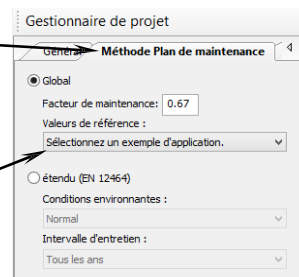 Gestionnaire de projet
Général
Méthode Plan de maintenance
Global
Facteur de maintenance: 0.67
Valeurs de référence :
Sélectionnez un exemple d'application.
étendu (EN 12464)
Conditions environnantes :
Normal
Intervalle d'entretien :
Tous les ans